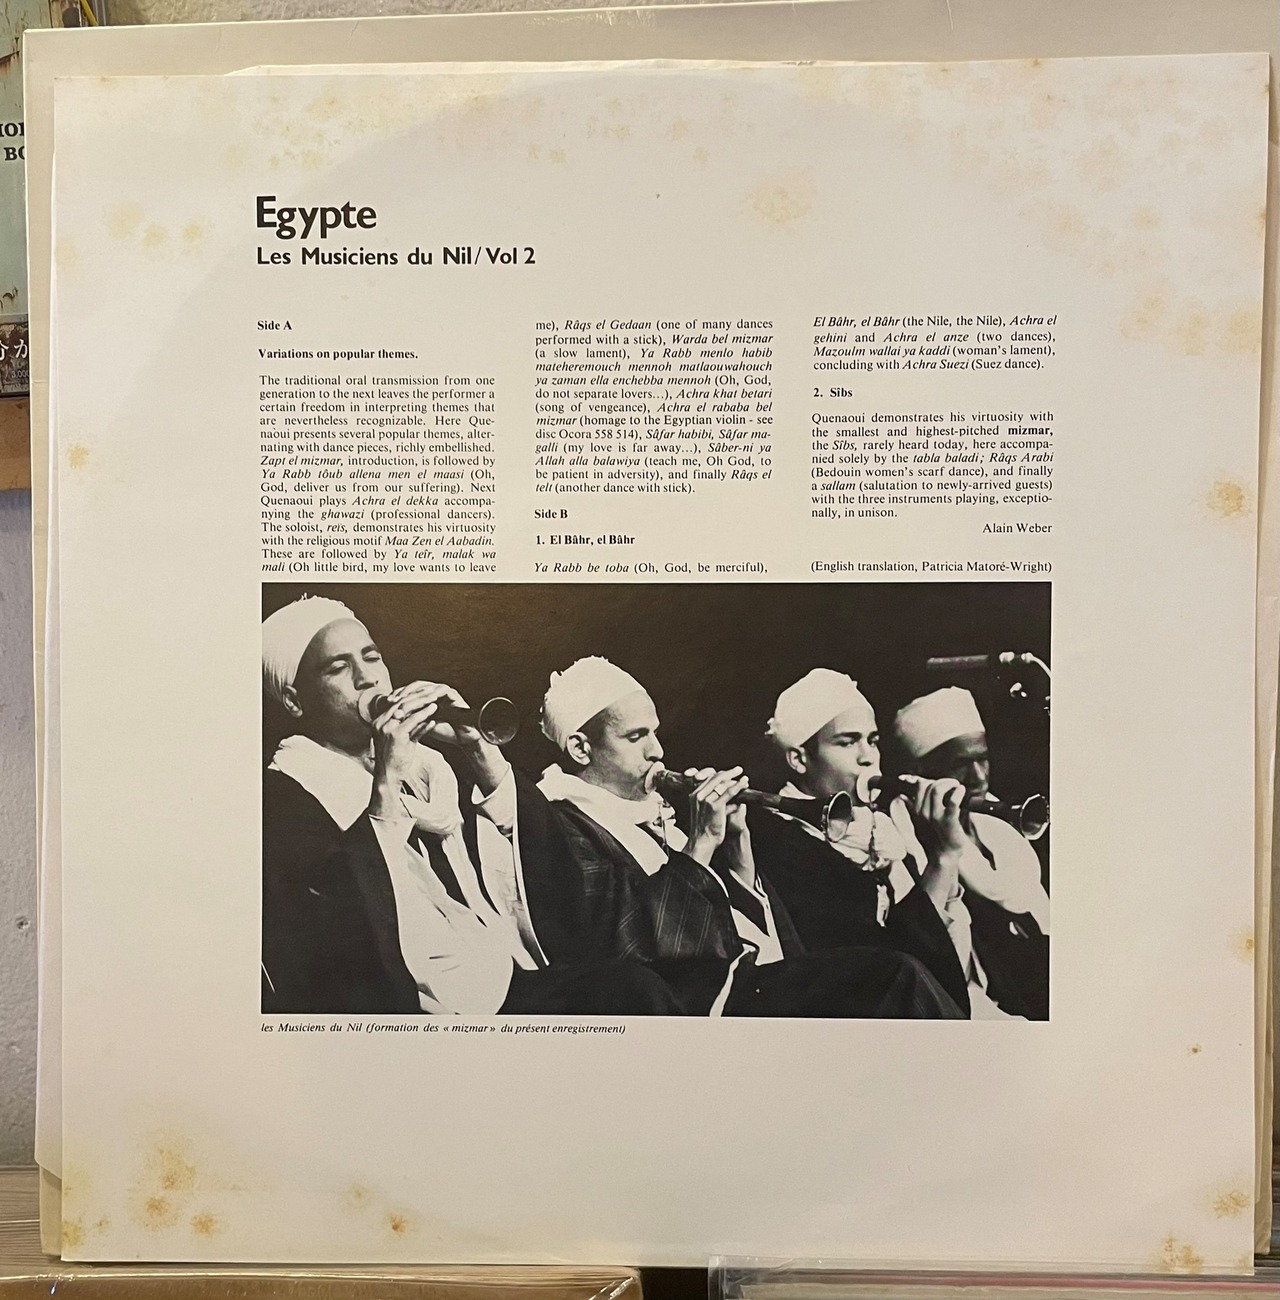 Egypte
Les Musiciens du Nil/Vol 2
Side A
Variations on popular themes.
The traditional oral transmission from one
generation to the next leaves the performer a
certain freedom in interpreting themes that
are nevertheless recognizable. Here Que-
naoui presents several popular themes, alter-
nating with dance pieces, richly embellished.
Zapt el mizmar, introduction, is followed by
Ya Rabb tôub allena men el maasi (Oh,
God, deliver us from our suffering). Next
Quenaoui plays Achra el dekka accompa-
nying the ghawazi (professional dancers).
The soloist, reïs, demonstrates his virtuosity
with the religious motif Maa Zen el Aabadin.
These are followed by Ya teîr, malak wa
mali (Oh little bird, my love wants to leave
me), Râqs el Gedaan (one of many dances
performed with a stick), Warda bel mizmar
(a slow lament), Ya Rabb menlo habib
mateheremouch mennoh matlaouwahouch
ya zaman ella enchebba mennoh (Oh, God,
do not separate lovers...), Achra khat betari
(song of vengeance), Achra el rababa bel
mizmar (homage to the Egyptian violin - see
disc Ocora 558 514), Sâfar habibi, Sâfar ma-
galli (my love is far away...), Sâber-ni ya
Allah alla balawiya (teach me, Oh God, to
be patient in adversity), and finally Râqs el
telt (another dance with stick).
Side B
1. El Bâhr, el Bâhr
Ya Rabb be toba (Oh, God, be merciful),
El Bâhr, el Bâhr (the Nile, the Nile), Achra el
gehini and Achra el anze (two dances),
Mazoulm wallai ya kaddi (woman's lament),
concluding with Achra Suezi (Suez dance).
2. Sîbs
Quenaoui demonstrates his virtuosity with
the smallest and highest-pitched mizmar,
the Sîbs, rarely heard today, here accompa-
nied solely by the tabla baladi; Râqs Arabi
(Bedouin women's scarf dance), and finally
a sallam (salutation to newly-arrived guests)
with the three instruments playing, exceptio-
nally, in unison.
Alain Weber
(English translation, Patricia Matoré-Wright)
les Musiciens du Nil (formation des « mizmar » du présent enregistrement)